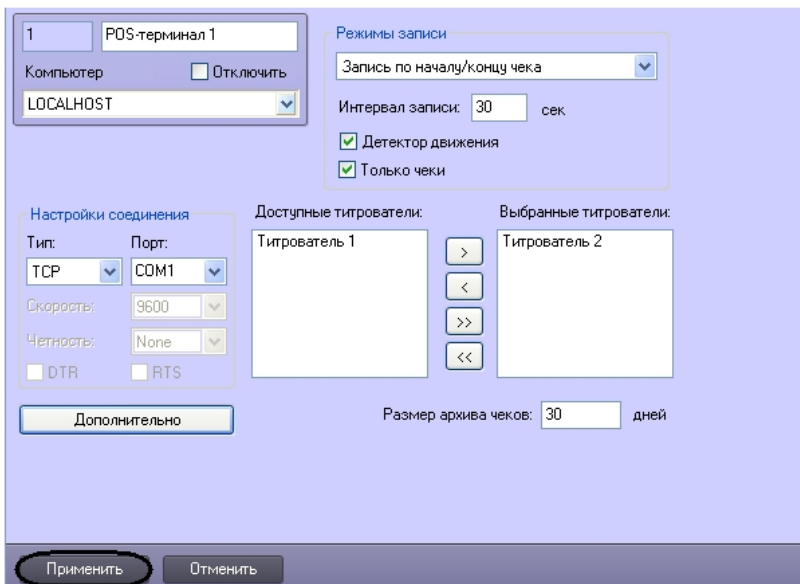 1 POS-терминал 1
Компьютер Отключить
LOCALHOST
Режимы записи
Запись по началу/концу чека
Интервал записи: 30 сек
Детектор движения
Только чеки
Настройки соединения
Тип: Порт:
TCP COM1
Скорость: 9600
Четность: None
DTR RTS
Дополнительно
Доступные титрователи:
Титрователь 1
>
<
>>
<<
Выбранные титрователи:
Титрователь 2
Размер архива чеков: 30 дней
Применить Отменить